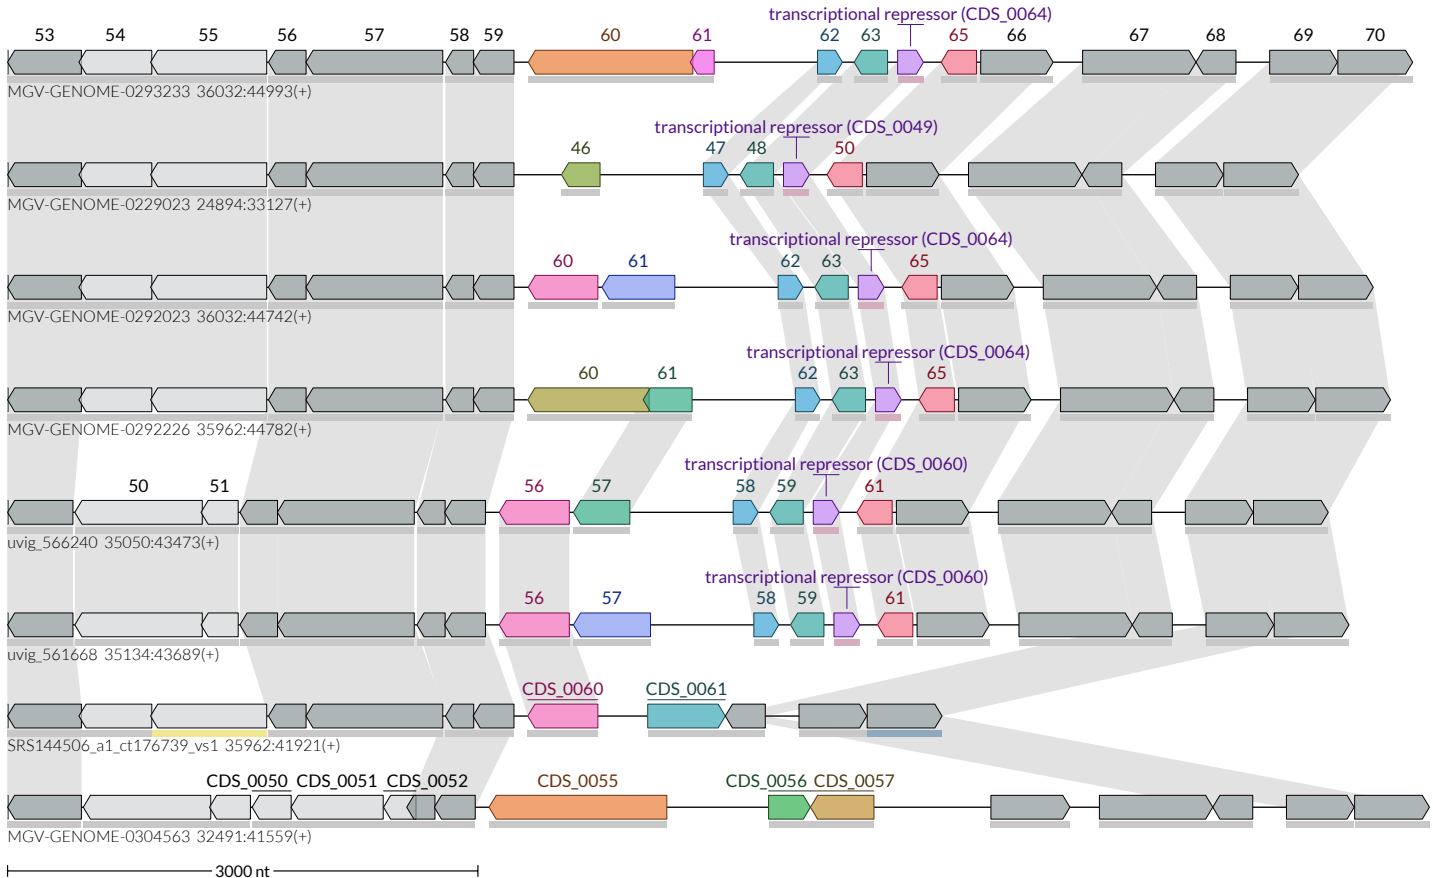 transcriptional repressor (CDS_0064)
53 54 55 56 57 58 59 60 61 62 63 65 66 67 68 69 70
MGV-GENOME-0293233 36032:44993(+)
transcriptional repressor (CDS_0049)
46 47 48 50
MGV-GENOME-0229023 24894:33127(+)
transcriptional repressor (CDS_0064)
60 61 62 63 65
MGV-GENOME-0292023 36032:44742(+)
transcriptional repressor (CDS_0064)
60 61 62 63 65
MGV-GENOME-0292226 35962:44782(+)
transcriptional repressor (CDS_0060)
50 51 56 57 58 59 61
uvig_566240 35050:43473(+)
transcriptional repressor (CDS_0060)
56 57 58 59 61
uvig_561668 35134:43689(+)
CDS_0060 CDS_0061
SRS144506_a1_ct176739_vs1 35962:41921(+)
CDS_0050 CDS_0051 CDS_0052 CDS_0055 CDS_0056 CDS_0057
MGV-GENOME-0304563 32491:41559(+)
3000 nt